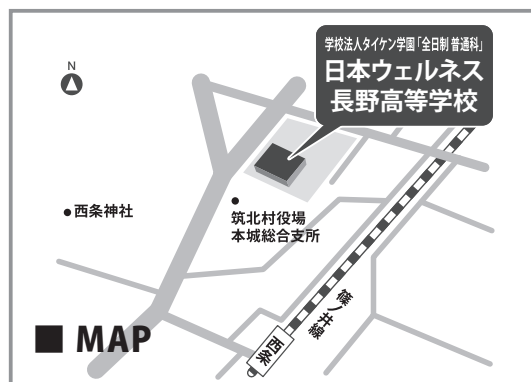 学校法人タイケン学園「全日制 普通科」
日本ウェルネス
長野高等学校
N
西条神社
筑北村役場
本城総合支所
篠ノ井線
西条
MAP